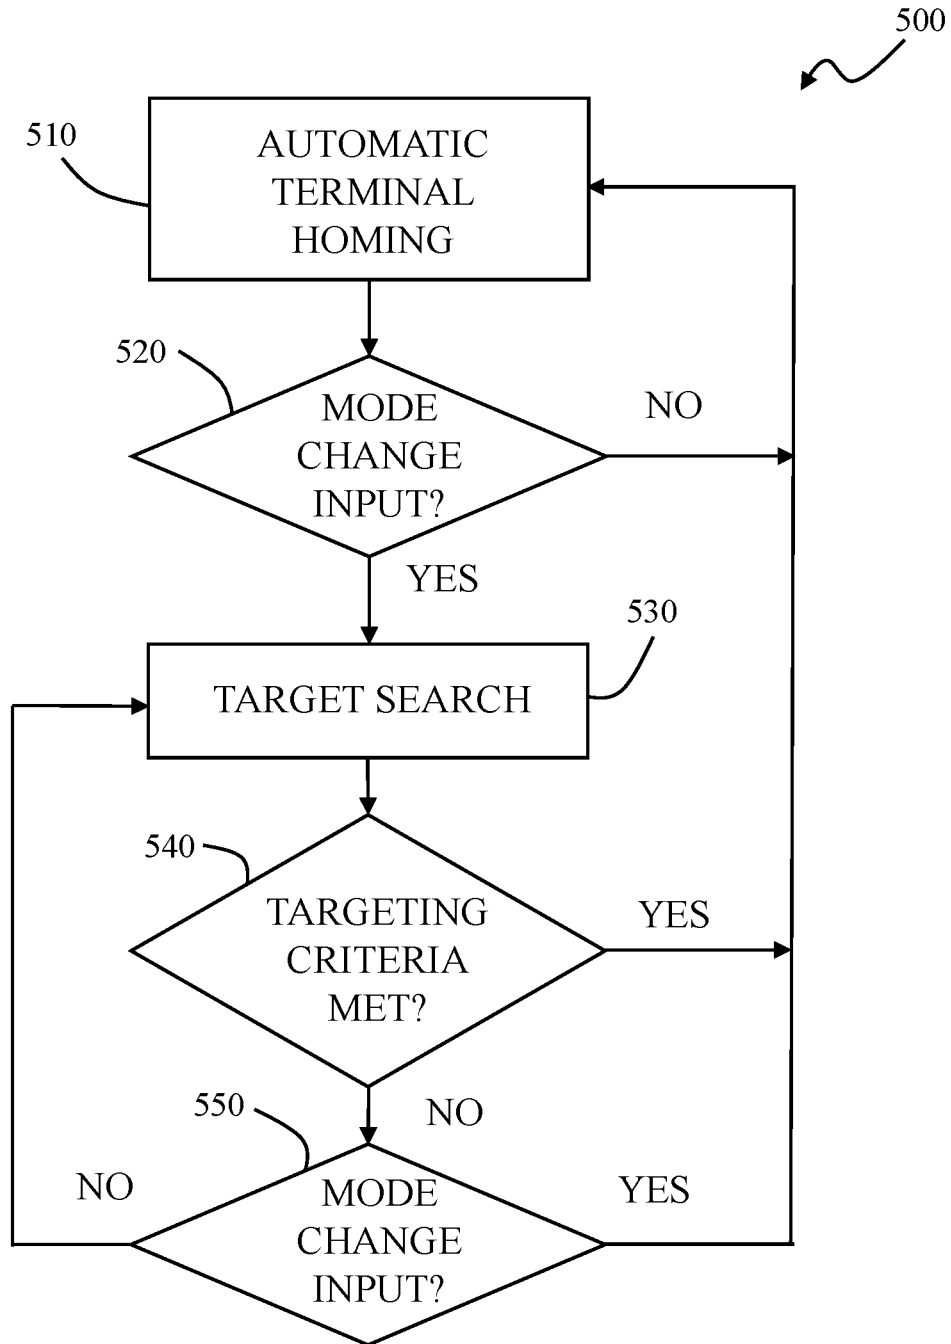 500
510
AUTOMATIC
TERMINAL
HOMING
520
MODE
CHANGE
INPUT?
NO
YES
530
TARGET SEARCH
540
TARGETING
CRITERIA
MET?
YES
NO
550
MODE
CHANGE
INPUT?
NO
YES